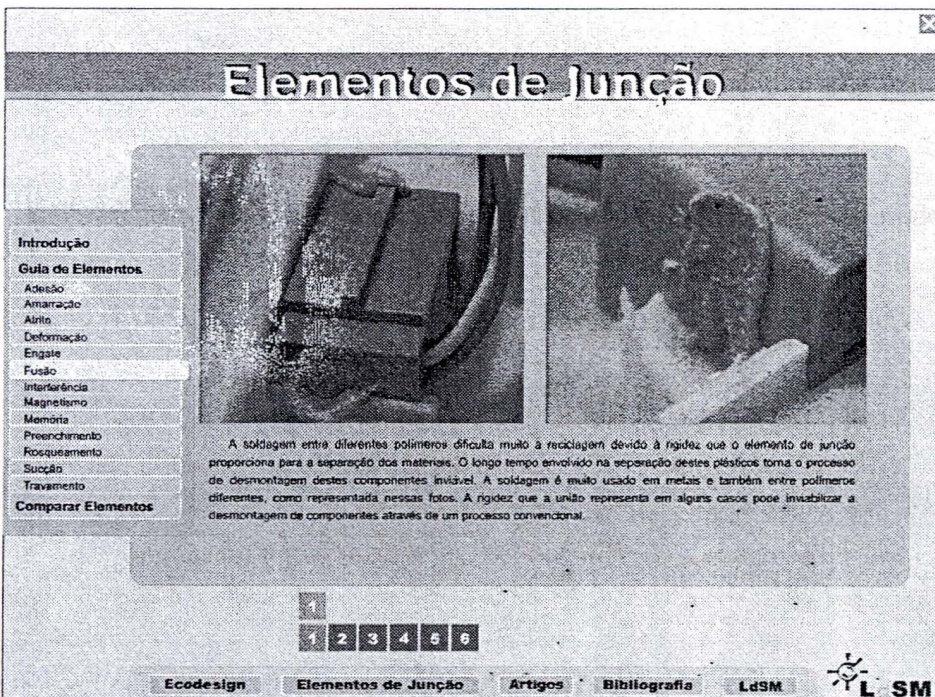 Elementos de Junção
Introdução
Guia de Elementos
Adesão
Amarração
Atrito
Deformação
Engate
Fusão
Interferência
Magnetismo
Memória
Preenchimento
Rosqueamento
Sucção
Travamento
Comparar Elementos
A soldagem entre diferentes polímeros dificulta muito a reciclagem devido à rigidez que o elemento de junção
proporciona para a separação dos materiais. O longo tempo envolvido na separação destes plásticos torna o processo
de desmontagem destes componentes inviável. A soldagem é muito usado em metais e também entre polímeros
diferentes, como representada nessas fotos. A rigidez que a união representa em alguns casos pode inviabilizar a
desmontagem de componentes através de um processo convencional.
1
1 2 3 4 5 6
Ecodesign Elementos de Junção Artigos Bibliografia LdSM
L SM